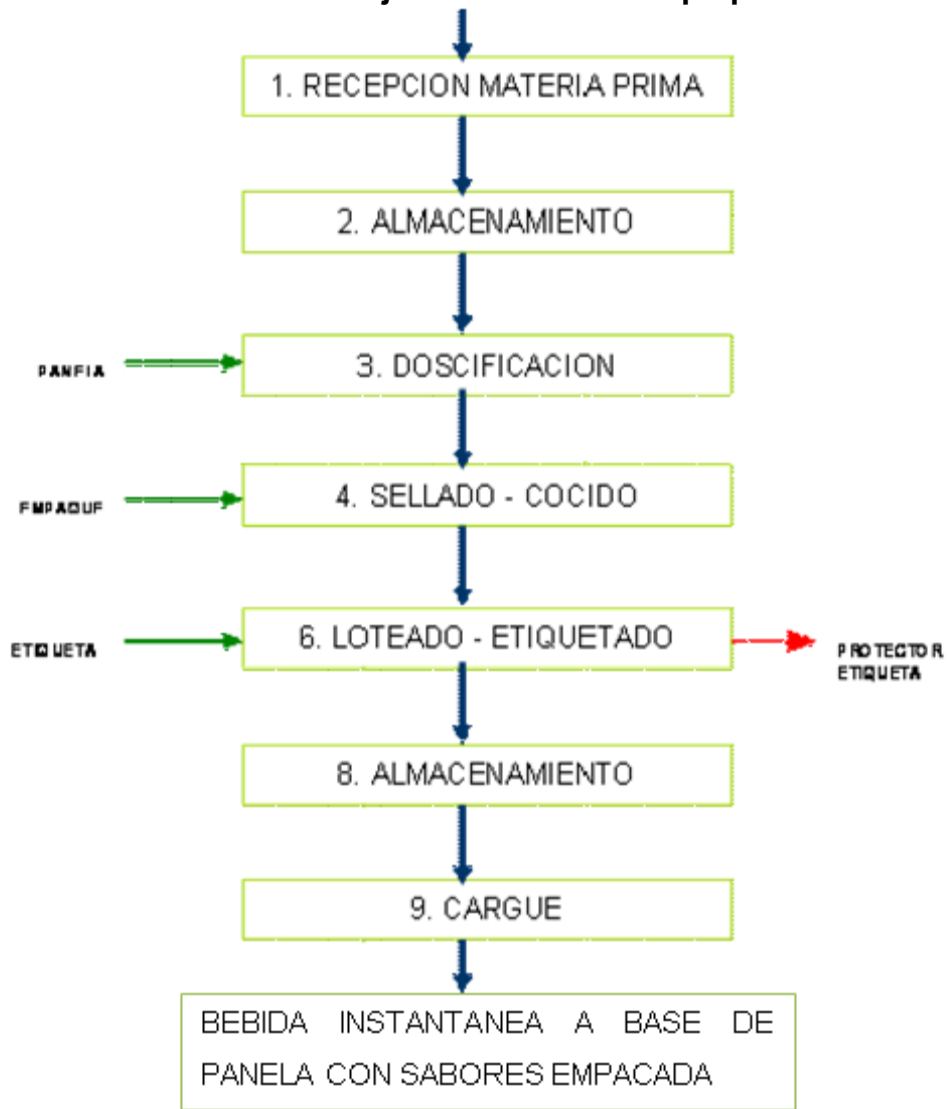 1. RECEPCION MATERIA PRIMA
2. ALMACENAMIENTO
3. DOSCIFICACION
4. SELLADO - COCIDO
EMPAQUE
6. LOTEADO - ETIQUETADO
ETIQUETA
PROTECTOR
ETIQUETA
8. ALMACENAMIENTO
9. CARGUE
BEBIDA INSTANTANEA A BASE DE
PANELA CON SABORES EMPACADA